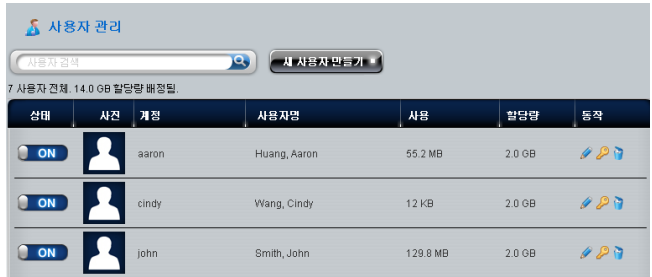 사용자 관리
사용자 검색
새 사용자 만들기
7 사용자 전체. 14.0 GB 할당량 배정됨.
상태 사진 계정 사용자명 사용 할당량 동작
ON aaron Huang, Aaron 55.2 MB 2.0 GB
ON cindy Wang, Cindy 12 KB 2.0 GB
ON john Smith, John 129.8 MB 2.0 GB